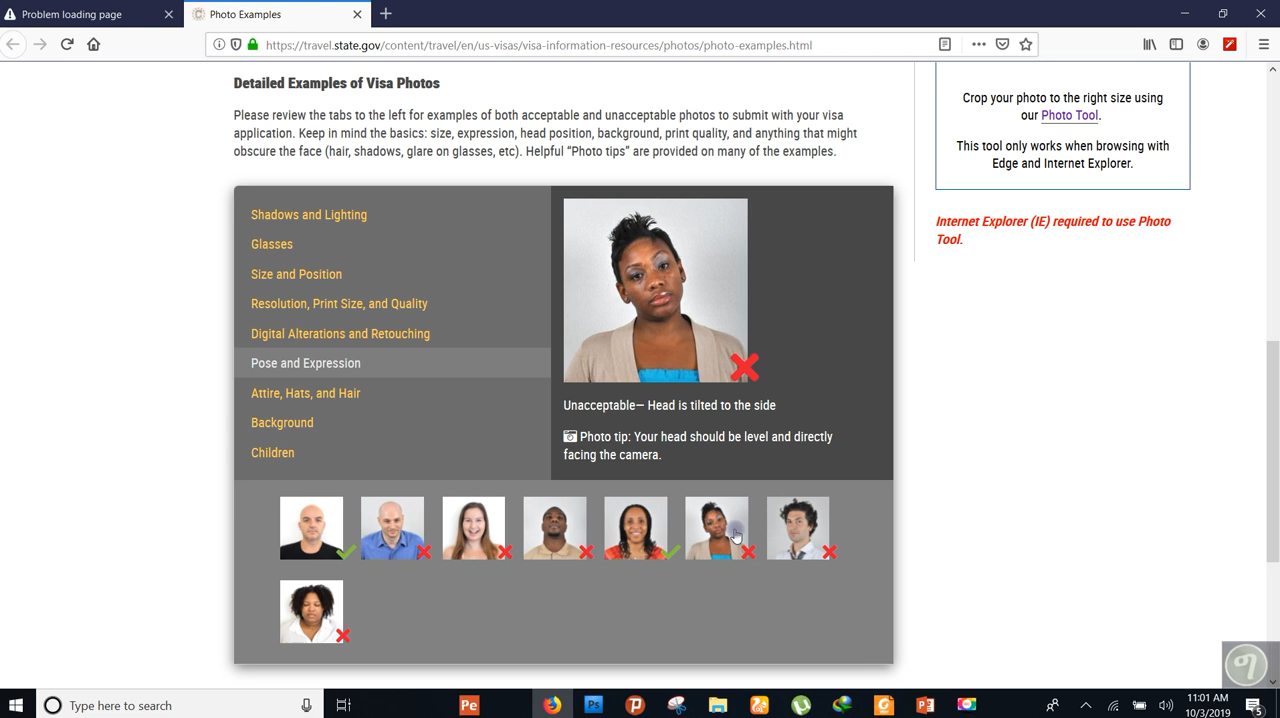 Problem loading page
Photo Examples
https://travel.state.gov/content/travel/en/us-visas/visa-information-resources/photos/photo-examples.html
Detailed Examples of Visa Photos
Please review the tabs to the left for examples of both acceptable and unacceptable photos to submit with your visa
application. Keep in mind the basics: size, expression, head position, background, print quality, and anything that might
obscure the face (hair, shadows, glare on glasses, etc). Helpful “Photo tips” are provided on many of the examples.
Crop your photo to the right size using
our Photo Tool.
This tool only works when browsing with
Edge and Internet Explorer.
Internet Explorer (IE) required to use Photo
Tool.
Shadows and Lighting
Glasses
Size and Position
Resolution, Print Size, and Quality
Digital Alterations and Retouching
Pose and Expression
Attire, Hats, and Hair
Background
Children
Unacceptable— Head is tilted to the side
Photo tip: Your head should be level and directly
facing the camera.
Type here to search
Pe
Ps
11:01 AM
10/3/2019
5